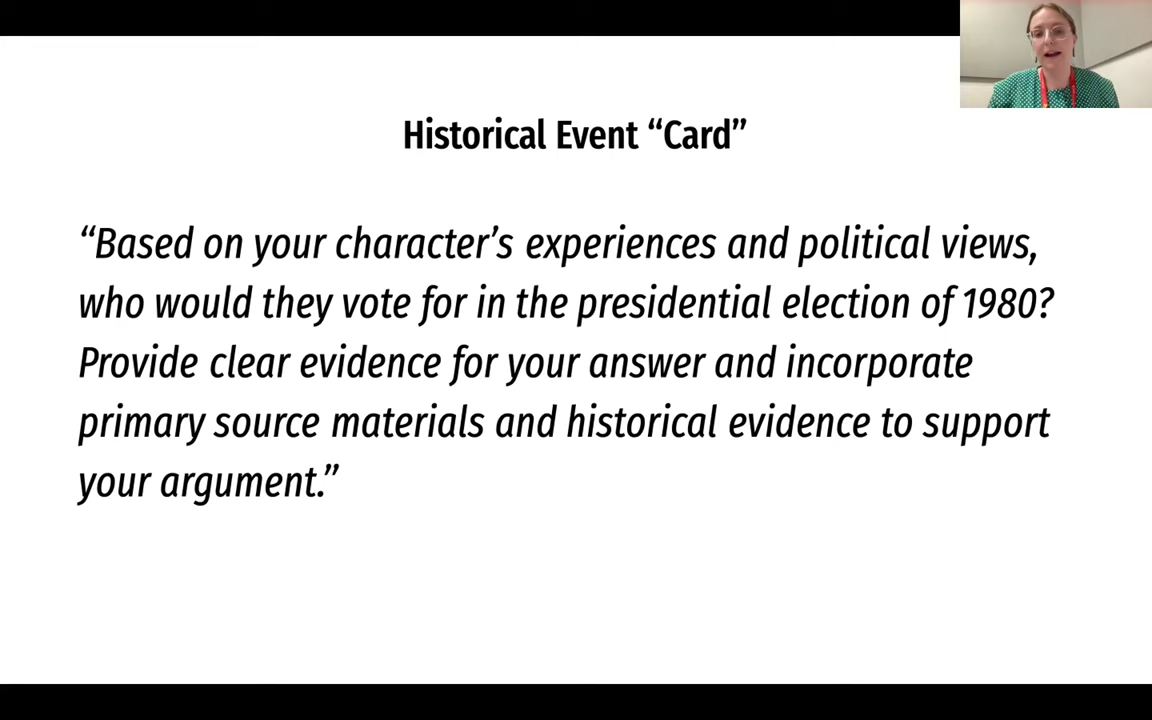 Historical Event “Card”
“Based on your character’s experiences and political views,
who would they vote for in the presidential election of 1980?
Provide clear evidence for your answer and incorporate
primary source materials and historical evidence to support
your argument.”